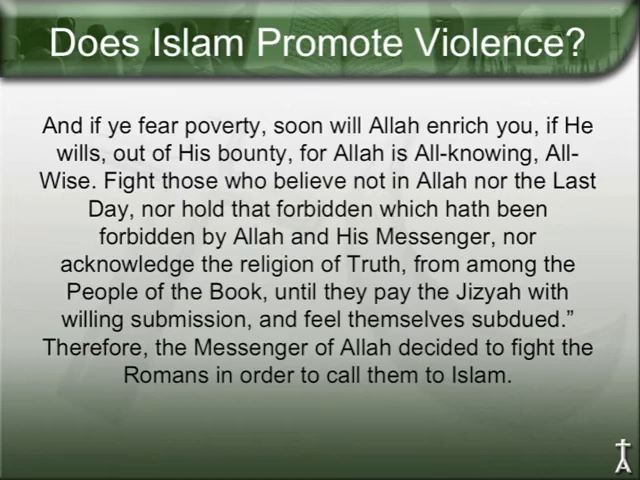 Does Islam Promote Violence?
And if ye fear poverty, soon will Allah enrich you, if He
wills, out of His bounty, for Allah is All-knowing, All-
Wise. Fight those who believe not in Allah nor the Last
Day, nor hold that forbidden which hath been
forbidden by Allah and His Messenger, nor
acknowledge the religion of Truth, from among the
People of the Book, until they pay the Jizyah with
willing submission, and feel themselves subdued.”
Therefore, the Messenger of Allah decided to fight the
Romans in order to call them to Islam.